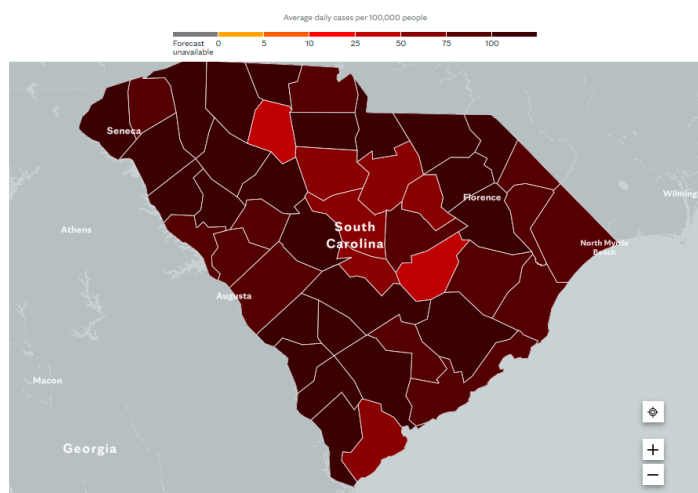 Average daily cases per 100,000 people
Forecast unavailable
0 5 10 25 50 75 100
Seneca
Florence
Wilming
Athens
South
Carolina
North Myrtle
Beach
Augusta
Macon
Georgia
+
−